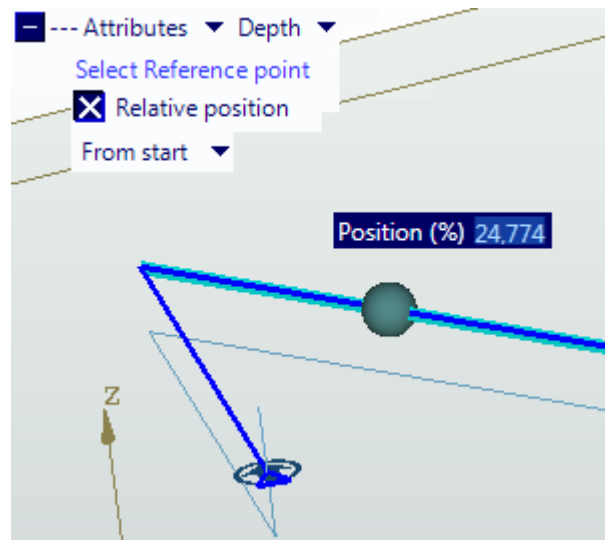 --- Attributes Depth
Select Reference point
Relative position
From start
Position (%) 24,774
Z